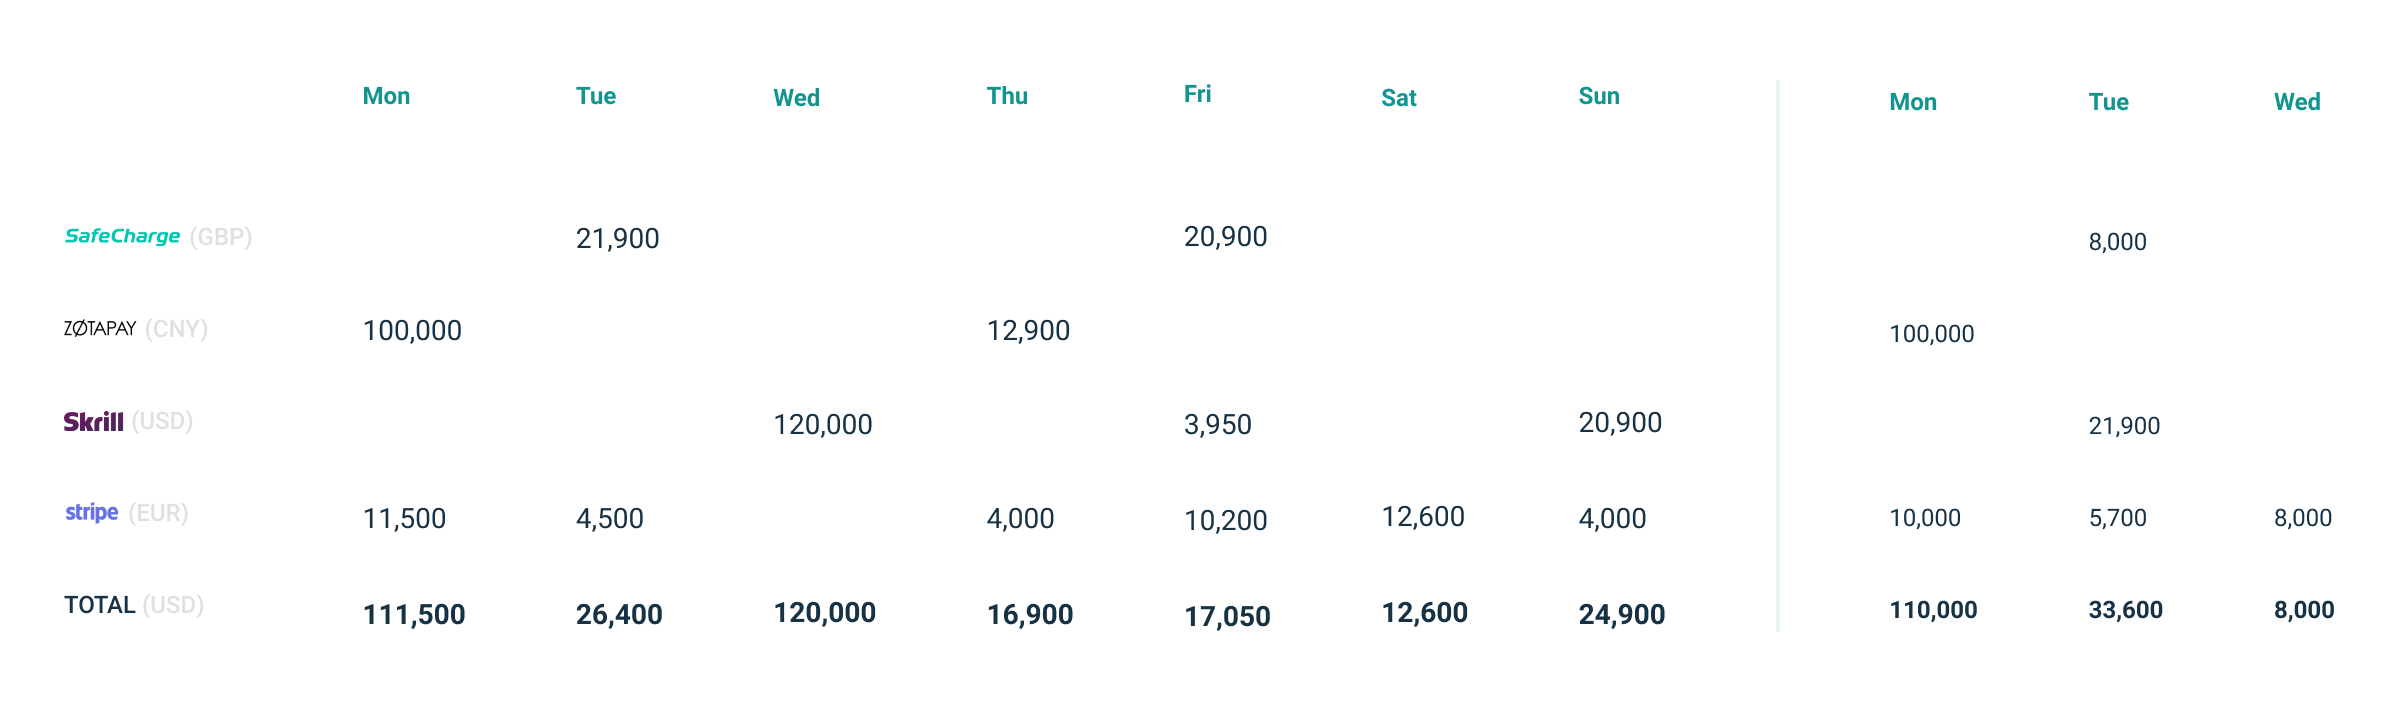 Mon Tue Wed Thu Fri Sat Sun Mon Tue Wed
SafeCharge (GBP) 21,900 20,900 8,000
ZØTAPAY (CNY) 100,000 12,900 100,000
Skrill (USD) 120,000 3,950 20,900 21,900
stripe (EUR) 11,500 4,500 4,000 10,200 12,600 4,000 10,000 5,700 8,000
TOTAL (USD) 111,500 26,400 120,000 16,900 17,050 12,600 24,900 110,000 33,600 8,000